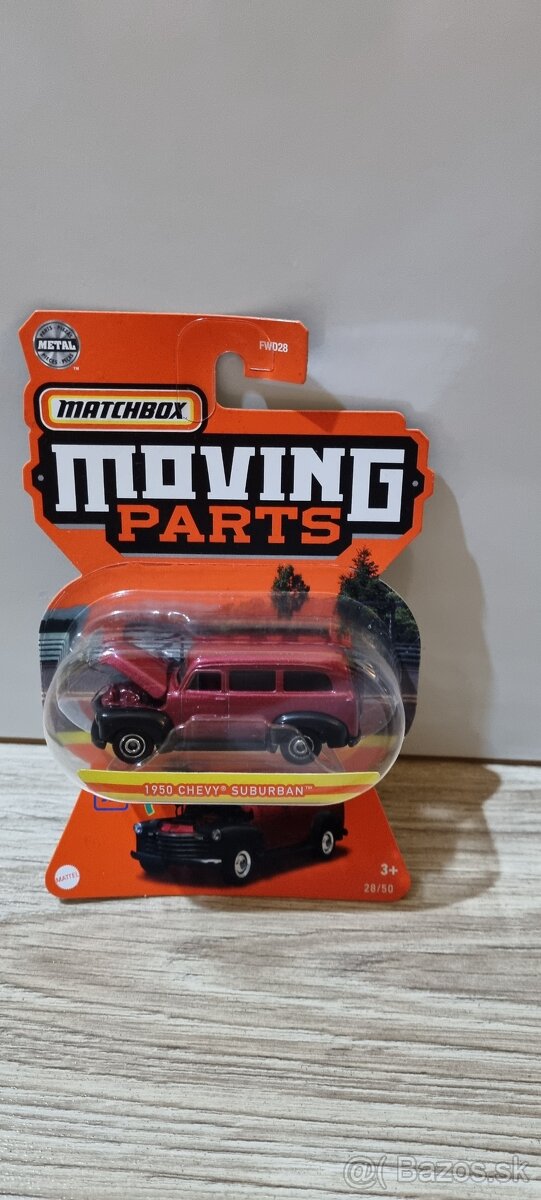 FWD28
METAL
MATCHBOX
MOVING
PARTS
1950 CHEVY® SUBURBAN™
MATTEL
3+
28/50
@ Bazos.sk